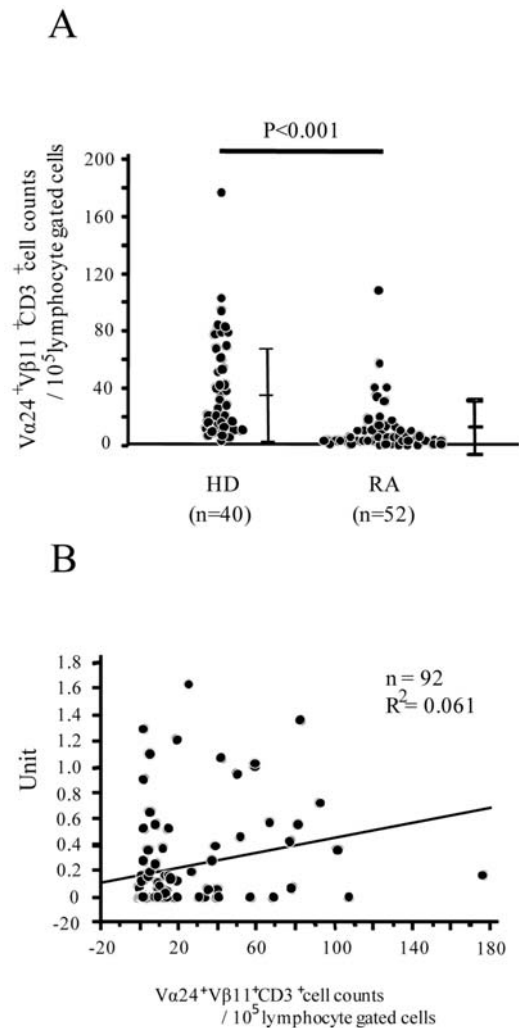 A
P<0.001
Vα24⁺Vβ11⁺CD3⁺cell counts
/ 10⁵lymphocyte gated cells
200
160
120
80
40
0
HD
RA
(n=40)
(n=52)
B
n = 92
R²= 0.061
Unit
1.8
1.6
1.4
1.2
1.0
0.8
0.6
0.4
0.2
0
-20
-20
20
60
100
140
180
Vα24⁺Vβ11⁺CD3⁺cell counts
/ 10⁵lymphocyte gated cells